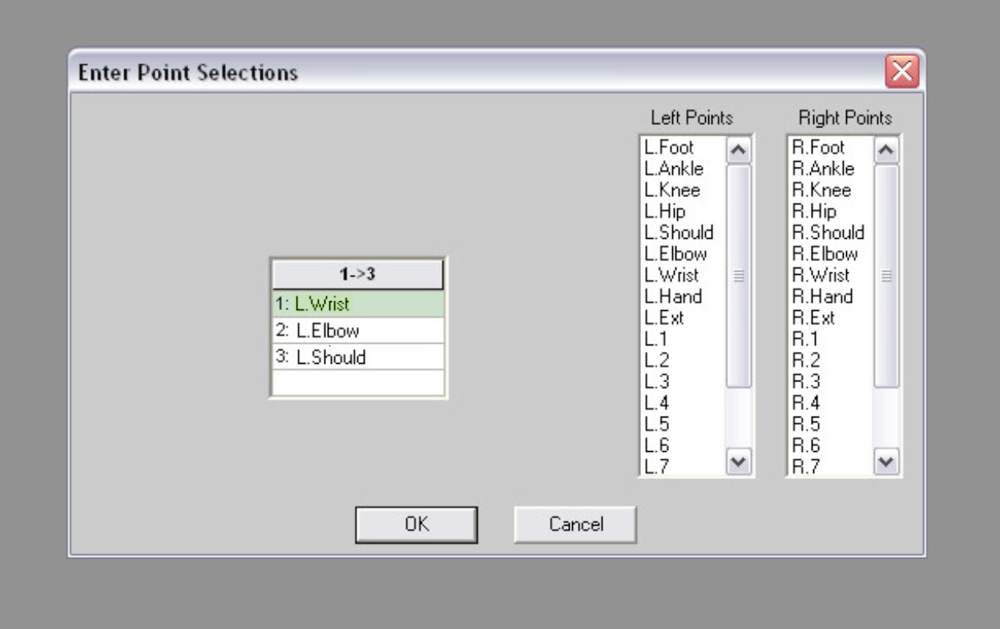 Enter Point Selections
Left Points
Right Points
L.Foot
L.Ankle
L.Knee
L.Hip
L.Should
L.Elbow
L.Wrist
L.Hand
L.Ext
L.1
L.2
L.3
L.4
L.5
L.6
L.7
R.Foot
R.Ankle
R.Knee
R.Hip
R.Should
R.Elbow
R.Wrist
R.Hand
R.Ext
R.1
R.2
R.3
R.4
R.5
R.6
R.7
1->3
1: L.Wrist
2: L.Elbow
3: L.Should
OK
Cancel